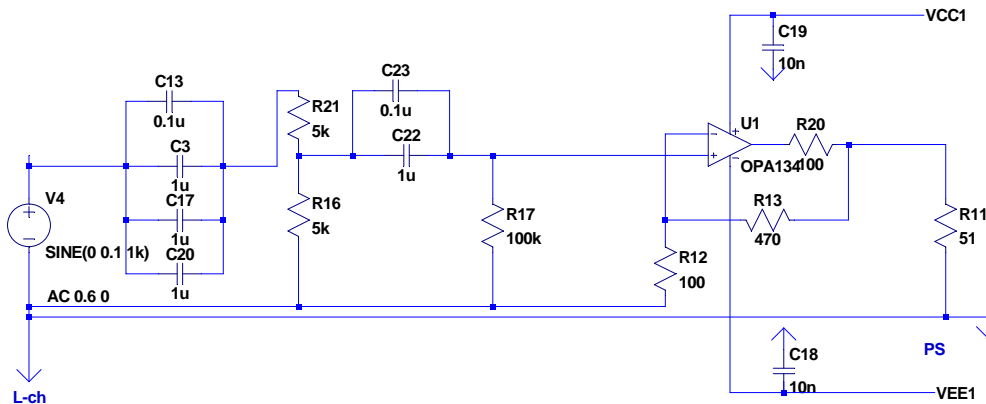 VCC1
C19
10n
C23
0.1u
C13
0.1u
R21
5k
C22
1u
U1
R20
100
OPA134
C3
1u
V4
C17
1u
R16
5k
R17
100k
R13
470
R11
51
SINE(0 0.1 1k)
C20
1u
R12
100
AC 0.6 0
PS
C18
10n
L-ch
VEE1